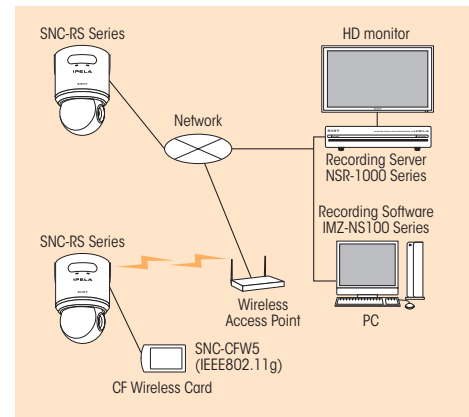 SNC-RS Series
HD monitor
IPELA
SONY
Network
SONY
IPELA
Recording Server
NSR-1000 Series
Recording Software
IMZ-NS100 Series
SNC-RS Series
IPELA
SONY
Wireless
Access Point
PC
SNC-CFW5
(IEEE802.11g)
CF Wireless Card